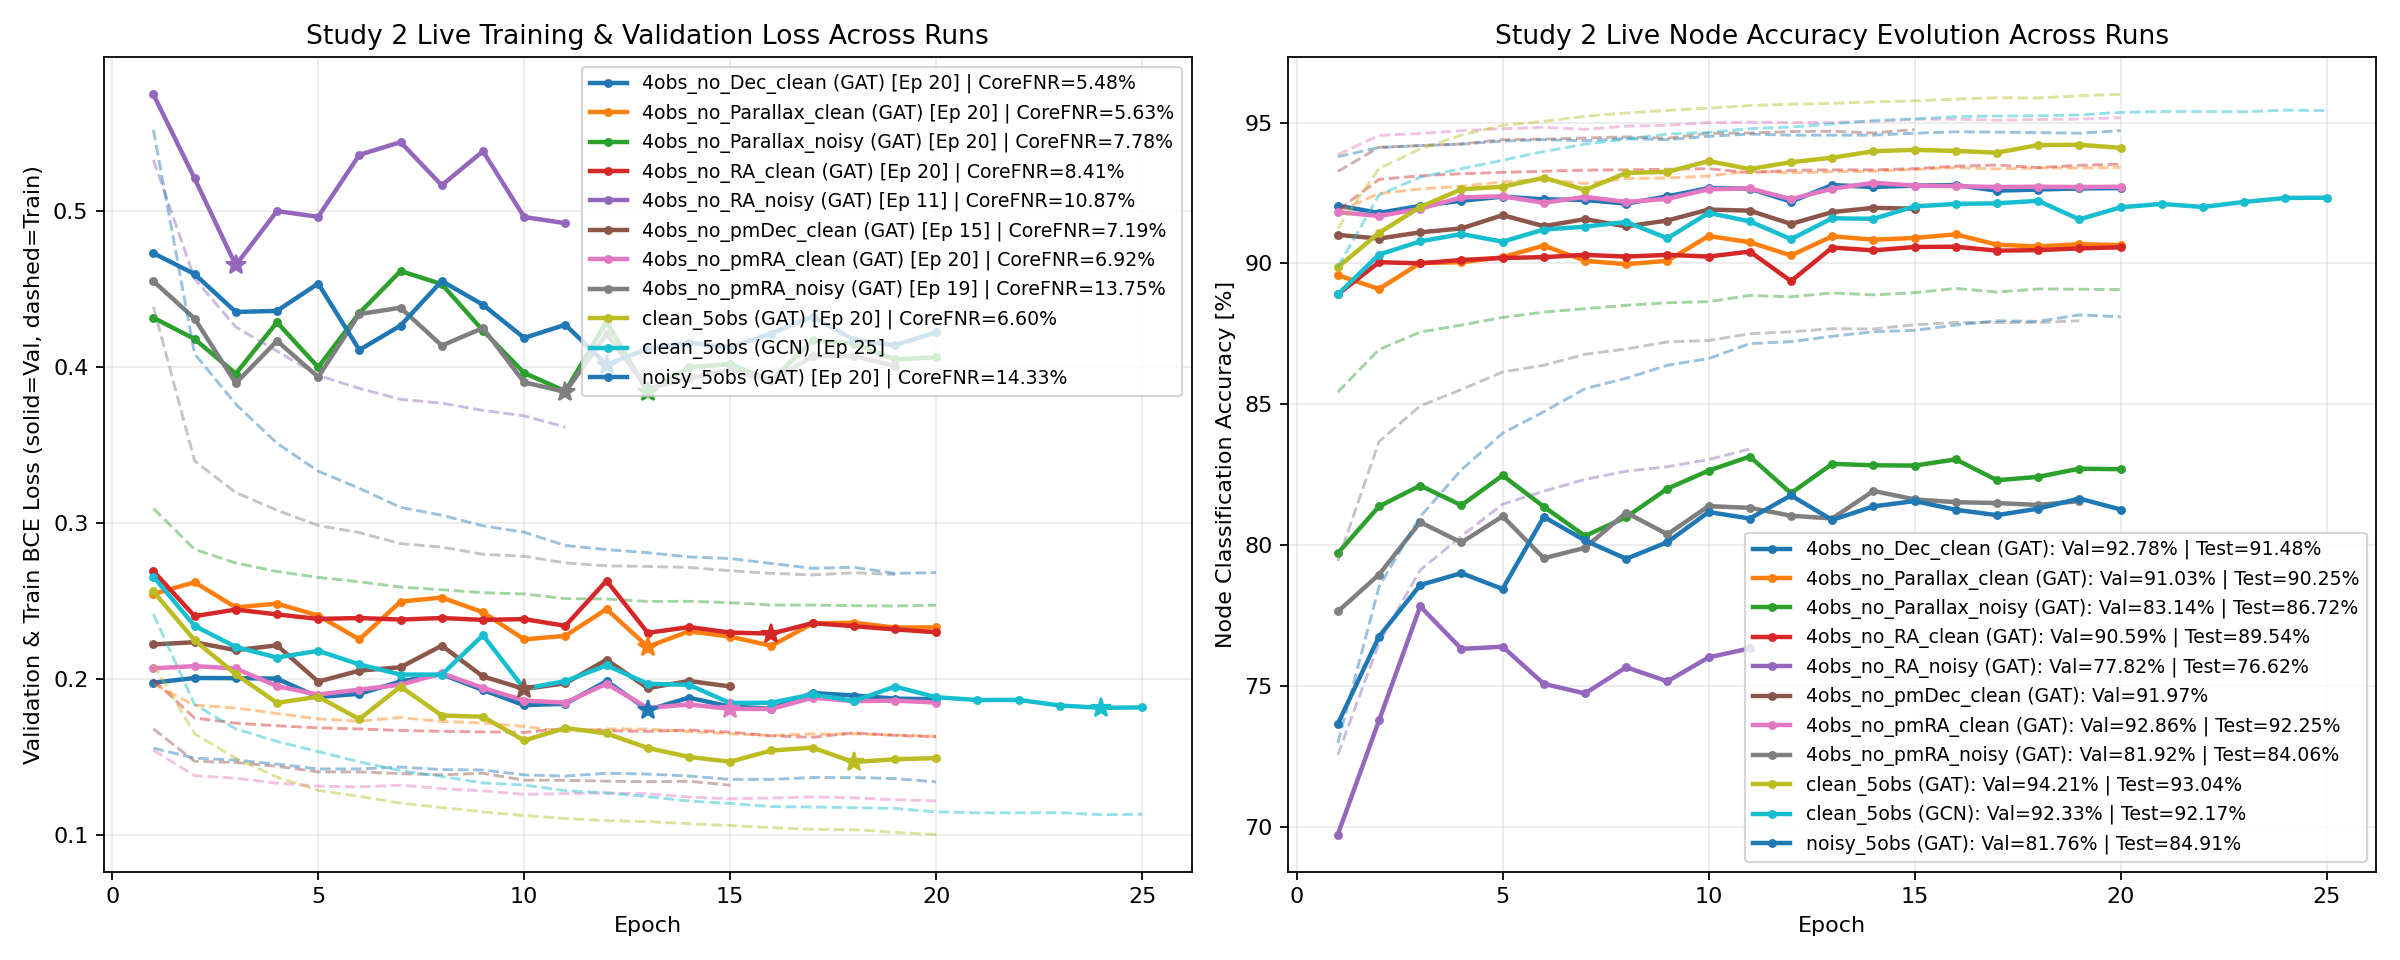 Study 2 Live Training & Validation Loss Across Runs
Validation & Train BCE Loss (solid=Val, dashed=Train)
0.5
0.4
0.3
0.2
0.1
4obs_no_Dec_clean (GAT) [Ep 20] | CoreFNR=5.48%
4obs_no_Parallax_clean (GAT) [Ep 20] | CoreFNR=5.63%
4obs_no_Parallax_noisy (GAT) [Ep 20] | CoreFNR=7.78%
4obs_no_RA_clean (GAT) [Ep 20] | CoreFNR=8.41%
4obs_no_RA_noisy (GAT) [Ep 11] | CoreFNR=10.87%
4obs_no_pmDec_clean (GAT) [Ep 15] | CoreFNR=7.19%
4obs_no_pmRA_clean (GAT) [Ep 20] | CoreFNR=6.92%
4obs_no_pmRA_noisy (GAT) [Ep 19] | CoreFNR=13.75%
clean_5obs (GAT) [Ep 20] | CoreFNR=6.60%
clean_5obs (GCN) [Ep 25]
noisy_5obs (GAT) [Ep 20] | CoreFNR=14.33%
0 5 10 15 20 25
Epoch
Study 2 Live Node Accuracy Evolution Across Runs
Node Classification Accuracy [%]
95
90
85
80
75
70
4obs_no_Dec_clean (GAT): Val=92.78% | Test=91.48%
4obs_no_Parallax_clean (GAT): Val=91.03% | Test=90.25%
4obs_no_Parallax_noisy (GAT): Val=83.14% | Test=86.72%
4obs_no_RA_clean (GAT): Val=90.59% | Test=89.54%
4obs_no_RA_noisy (GAT): Val=77.82% | Test=76.62%
4obs_no_pmDec_clean (GAT): Val=91.97%
4obs_no_pmRA_clean (GAT): Val=92.86% | Test=92.25%
4obs_no_pmRA_noisy (GAT): Val=81.92% | Test=84.06%
clean_5obs (GAT): Val=94.21% | Test=93.04%
clean_5obs (GCN): Val=92.33% | Test=92.17%
noisy_5obs (GAT): Val=81.76% | Test=84.91%
0 5 10 15 20 25
Epoch